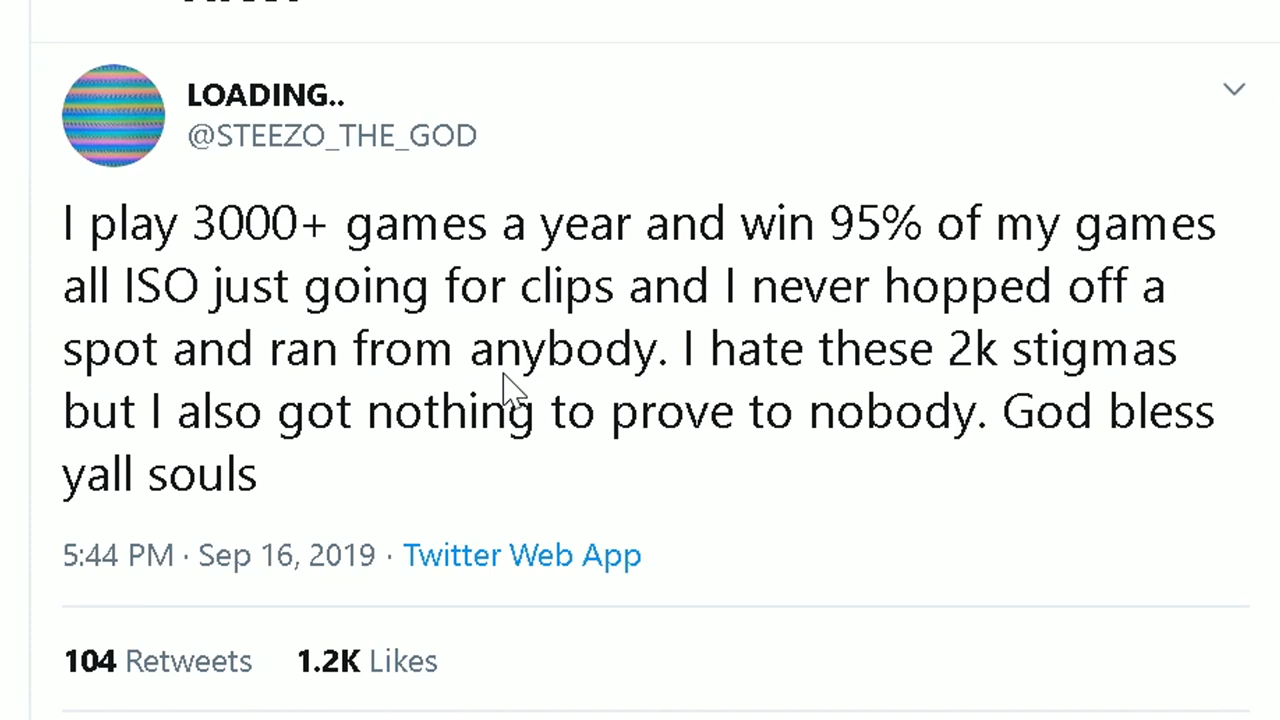 LOADING..
@STEEZO_THE_GOD
I play 3000+ games a year and win 95% of my games
all ISO just going for clips and I never hopped off a
spot and ran from anybody. I hate these 2k stigmas
but I also got nothing to prove to nobody. God bless
yall souls
5:44 PM · Sep 16, 2019 · Twitter Web App
104 Retweets 1.2K Likes